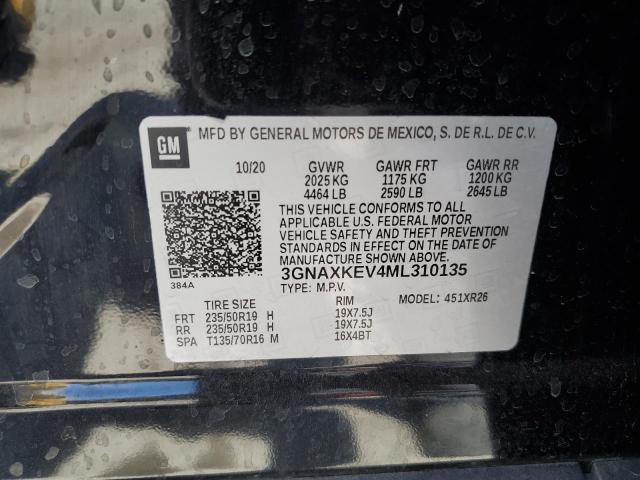 GM
MFD BY GENERAL MOTORS DE MEXICO, S. DE R.L. DE C.V.
10/20 GVWR GAWR FRT GAWR RR
2025 KG 1175 KG 1200 KG
4464 LB 2590 LB 2645 LB
THIS VEHICLE CONFORMS TO ALL
APPLICABLE U.S. FEDERAL MOTOR
VEHICLE SAFETY AND THEFT
PREVENTION STANDARDS IN
EFFECT ON THE DATE OF
MANUFACTURE SHOWN ABOVE.
384A 3GNAXKEV4ML310135
TYPE: M.P.V. MODEL: 451XR26
TIRE SIZE RIM
FRT 235/50R19 H 19X7.5J
RR 235/50R19 H 19X7.5J
SPA T135/70R16 M 16X4BT